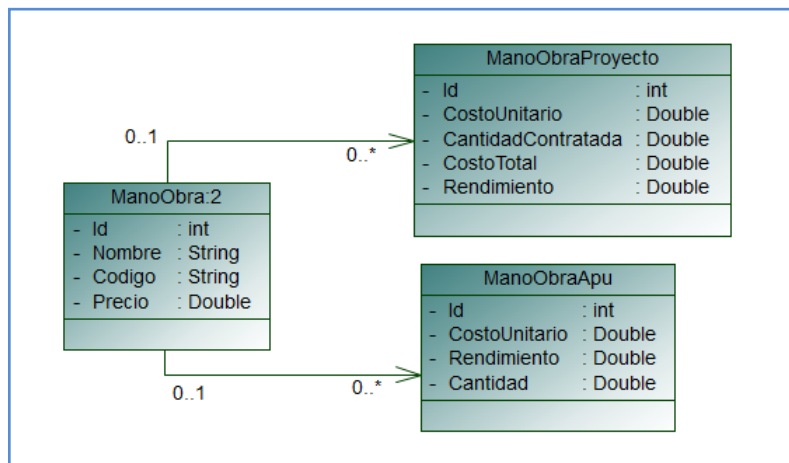 ManoObraProyecto
- Id : int
- CostoUnitario : Double
- CantidadContratada : Double
- CostoTotal : Double
- Rendimiento : Double
0..1
0..*
ManoObra:2
- Id : int
- Nombre : String
- Codigo : String
- Precio : Double
ManoObraApu
- Id : int
- CostoUnitario : Double
- Rendimiento : Double
- Cantidad : Double
0..1
0..*